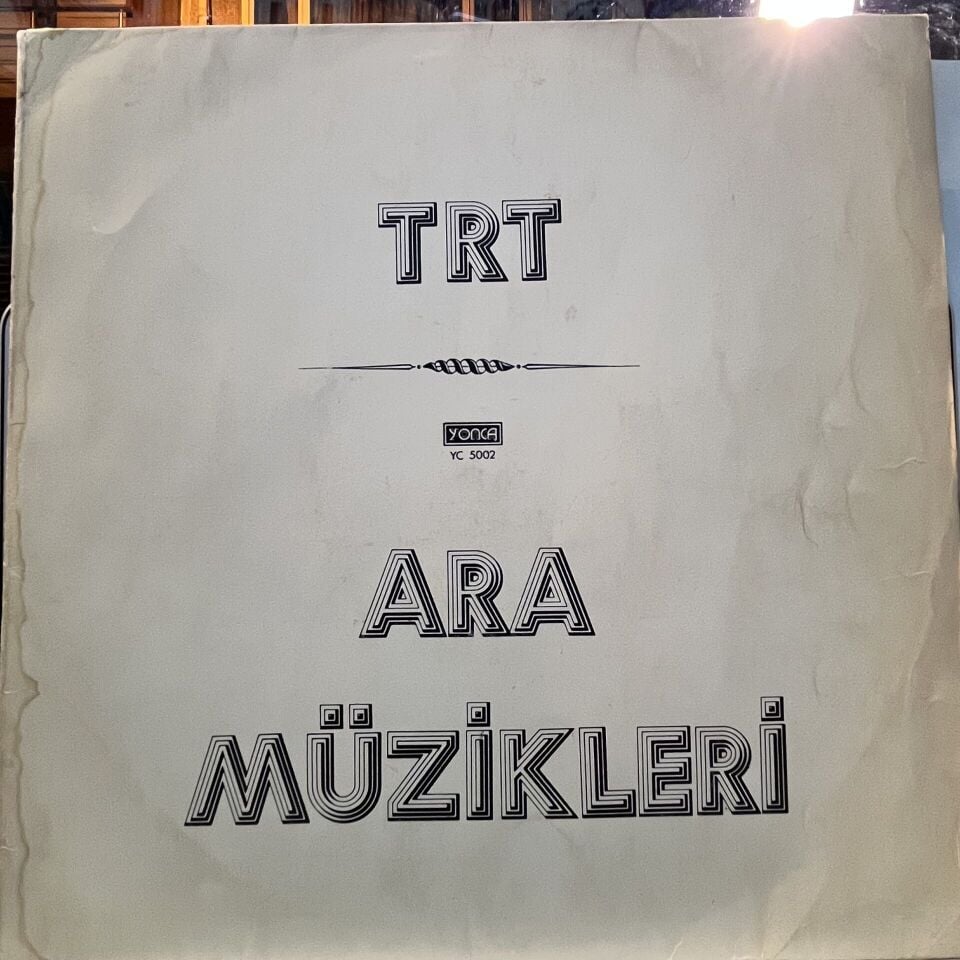 TRT
YONCA
YC 5002
ARA
MÜZİKLERİ